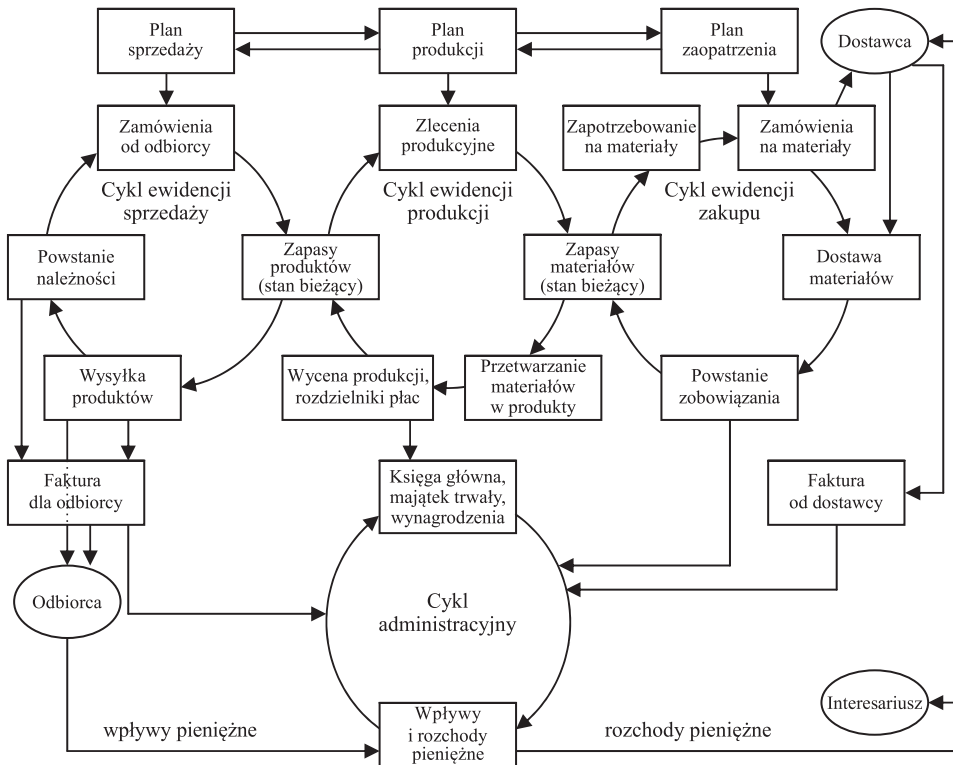 Plan
sprzedaży
Plan
produkcji
Plan
zaopatrzenia
Dostawca
Zamówienia
od odbiorcy
Zlecenia
produkcyjne
Zapotrzebowanie
na materiały
Zamówienia
na materiały
Cykl ewidencji
sprzedaży
Cykl ewidencji
produkcji
Cykl ewidencji
zakupu
Powstanie
należności
Zapasy
produktów
(stan bieżący)
Zapasy
materiałów
(stan bieżący)
Dostawa
materiałów
Wysyłka
produktów
Wycena produkcji,
rozdzielniki płac
Przetwarzanie
materiałów
w produkty
Powstanie
zobowiązania
Faktura
dla odbiorcy
Księga główna,
majątek trwały,
wynagrodzenia
Faktura
od dostawcy
Odbiorca
Cykl
administracyjny
Interesariusz
wpływy pieniężne
Wpływy
i rozchody
pieniężne
rozchody pieniężne